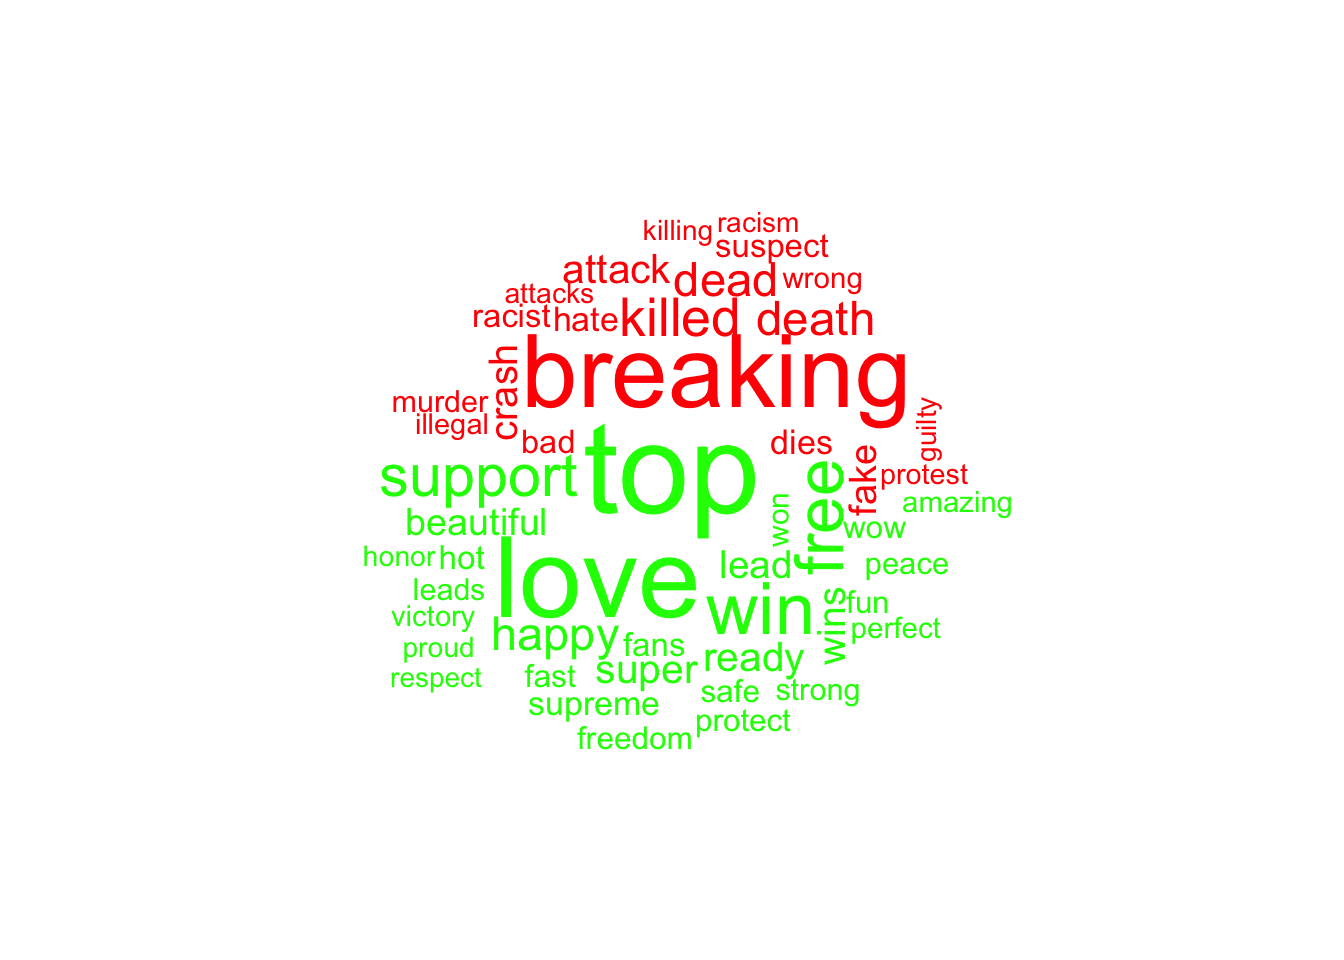 killing
racism
suspect
attack
dead
wrong
attacks
racist
hate
killed
death
crash
breaking
murder
illegal
guilty
bad
dies
support
top
free
fake
protest
beautiful
won
amazing
wow
honor
hot
love
lead
peace
leads
win
wins
fun
victory
happy
fans
perfect
proud
super
ready
respect
fast
safe
strong
supreme
protect
freedom